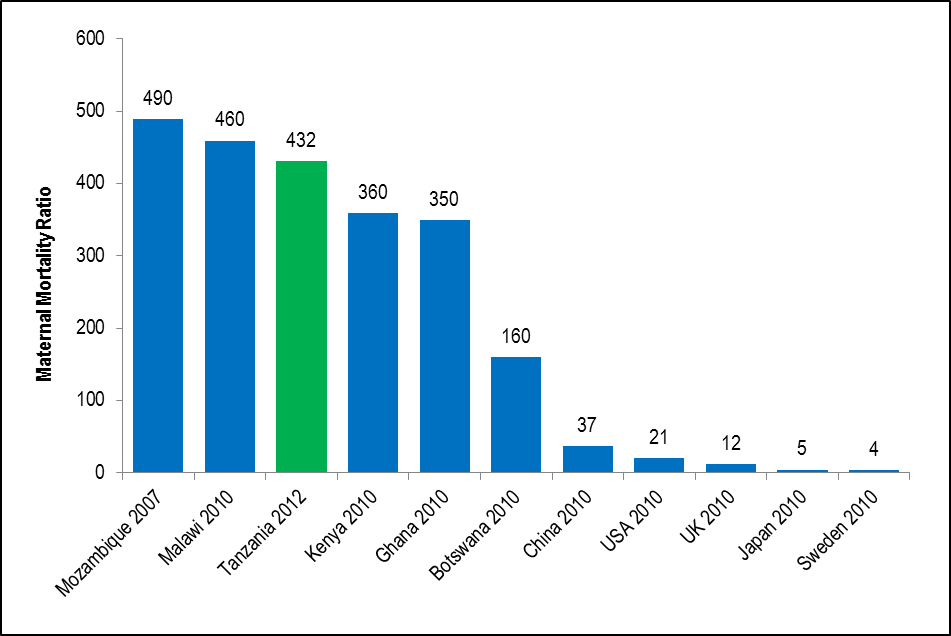 Maternal Mortality Ratio
600
500
400
300
200
100
0
490
460
432
360
350
160
37
21
12
5
4
Mozambique 2007
Malawi 2010
Tanzania 2012
Kenya 2010
Ghana 2010
Botswana 2010
China 2010
USA 2010
UK 2010
Japan 2010
Sweden 2010